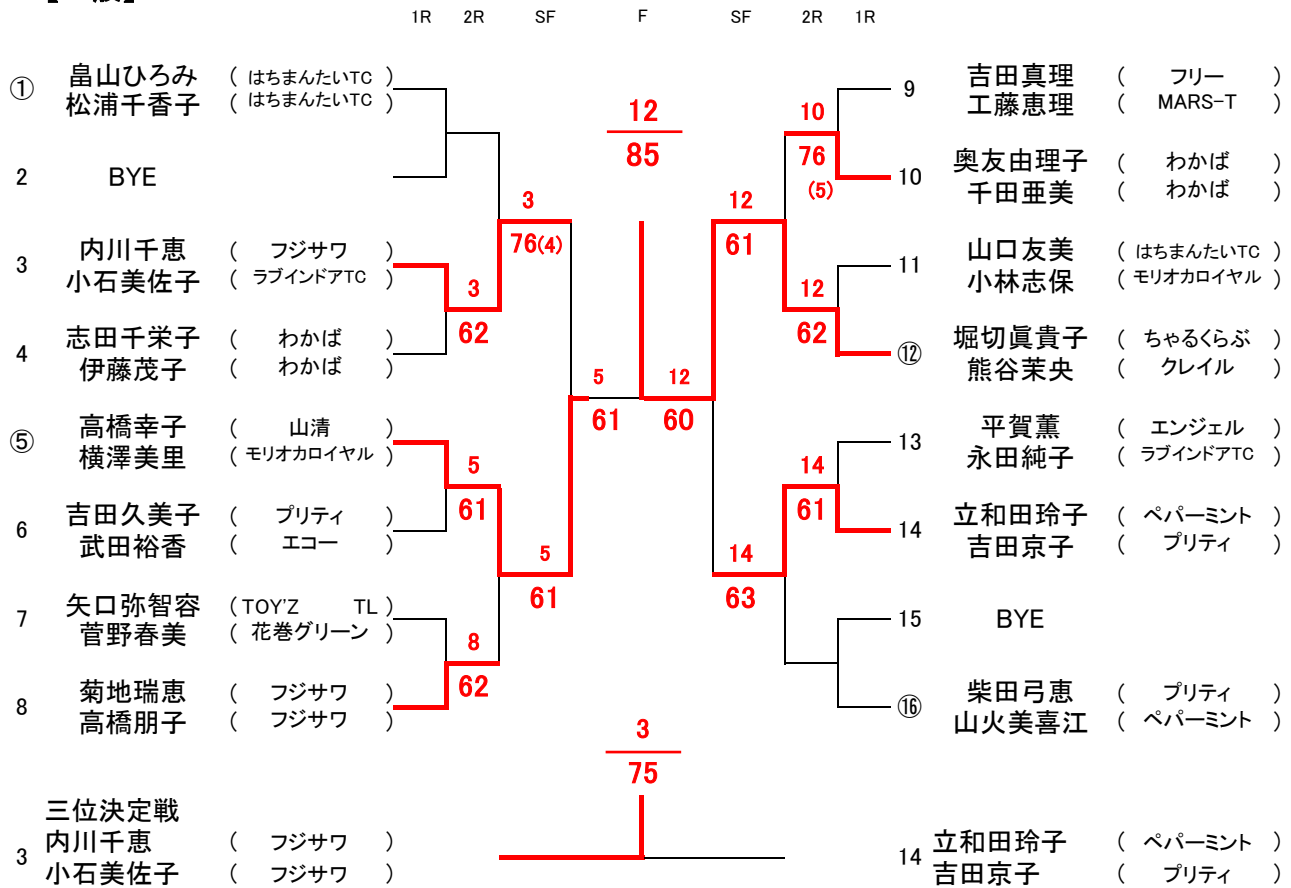 1R 2R SF F SF 2R 1R
① 畠山ひろみ ( はちまんたいTC )
松浦千香子 ( はちまんたいTC )
2 BYE
3 内川千恵 ( フジサワ )
小石美佐子 ( ラブインドアTC )
4 志田千栄子 ( わかば )
伊藤茂子 ( わかば )
⑤ 高橋幸子 ( 山清 )
横澤美里 ( モリオカロイヤル )
6 吉田久美子 ( プリティ )
武田裕香 ( エコー )
7 矢口弥智容 ( TOY'Z TL )
菅野春美 ( 花巻グリーン )
8 菊地瑞恵 ( フジサワ )
高橋朋子 ( フジサワ )
3
62
5
61
8
62
3
76(4)
5
61
5
61
12
85
12
60
12
61
14
63
10
76
(5)
12
62
14
61
9 吉田真理 ( フリー )
工藤恵理 ( MARS-T )
10 奥友由理子 ( わかば )
千田亜美 ( わかば )
11 山口友美 ( はちまんたいTC )
小林志保 ( モリオカロイヤル )
⑫ 堀切眞貴子 ( ちゃるくらぶ )
熊谷茉央 ( クレイル )
13 平賀薫 ( エンジェル )
永田純子 ( ラブインドアTC )
14 立和田玲子 ( ペパーミント )
吉田京子 ( プリティ )
15 BYE
⑯ 柴田弓恵 ( プリティ )
山火美喜江 ( ペパーミント )
3
75
三位決定戦
3 内川千恵 ( フジサワ )
小石美佐子 ( フジサワ )
14 立和田玲子 ( ペパーミント )
吉田京子 ( プリティ )